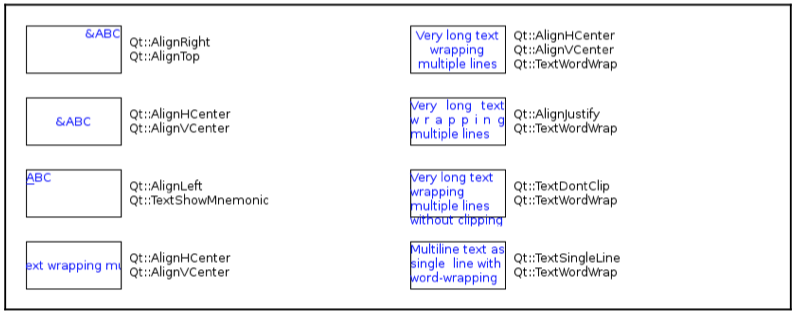 &ABC
Qt::AlignRight
Qt::AlignTop
&ABC
Qt::AlignHCenter
Qt::AlignVCenter
ABC
Qt::AlignLeft
Qt::TextShowMnemonic
ext wrapping mu
Qt::AlignHCenter
Qt::AlignVCenter
Very long text
wrapping
multiple lines
Qt::AlignHCenter
Qt::AlignVCenter
Qt::TextWordWrap
Very long text
w r a p p i n g
multiple lines
Qt::AlignJustify
Qt::TextWordWrap
Very long text
wrapping
multiple lines
without clipping
Qt::TextDontClip
Qt::TextWordWrap
Multiline text as
single line with
word-wrapping
Qt::TextSingleLine
Qt::TextWordWrap